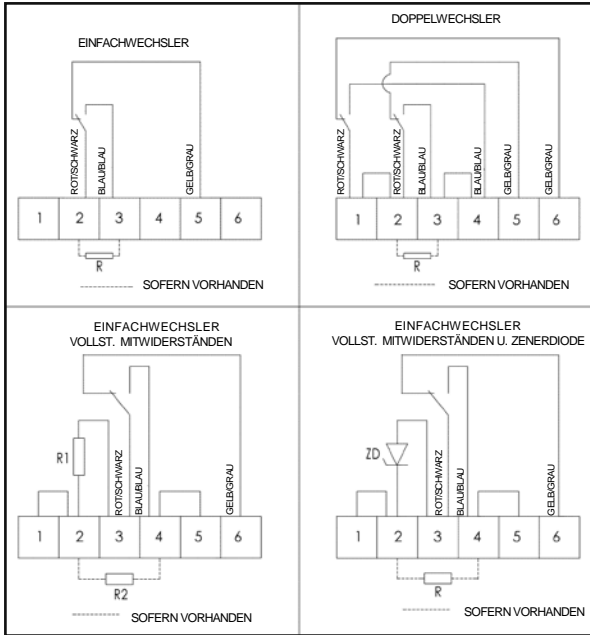 EINFACHWECHSLER
ROT/SCHWARZ
BLAU/BLAU
GELB/GRAU
1 2 3 4 5 6
R
SOFERN VORHANDEN
DOPPELWECHSLER
ROT/SCHWARZ
ROT/SCHWARZ
BLAU/BLAU
BLAU/BLAU
GELB/GRAU
GELB/GRAU
1 2 3 4 5 6
R
SOFERN VORHANDEN
EINFACHWECHSLER
VOLLST. MITWIDERSTÄNDEN
R1
ROT/SCHWARZ
BLAU/BLAU
GELB/GRAU
1 2 3 4 5 6
R2
SOFERN VORHANDEN
EINFACHWECHSLER
VOLLST. MITWIDERSTÄNDEN U. ZENERDIODE
ZD
ROT/SCHWARZ
BLAU/BLAU
GELB/GRAU
1 2 3 4 5 6
R
SOFERN VORHANDEN